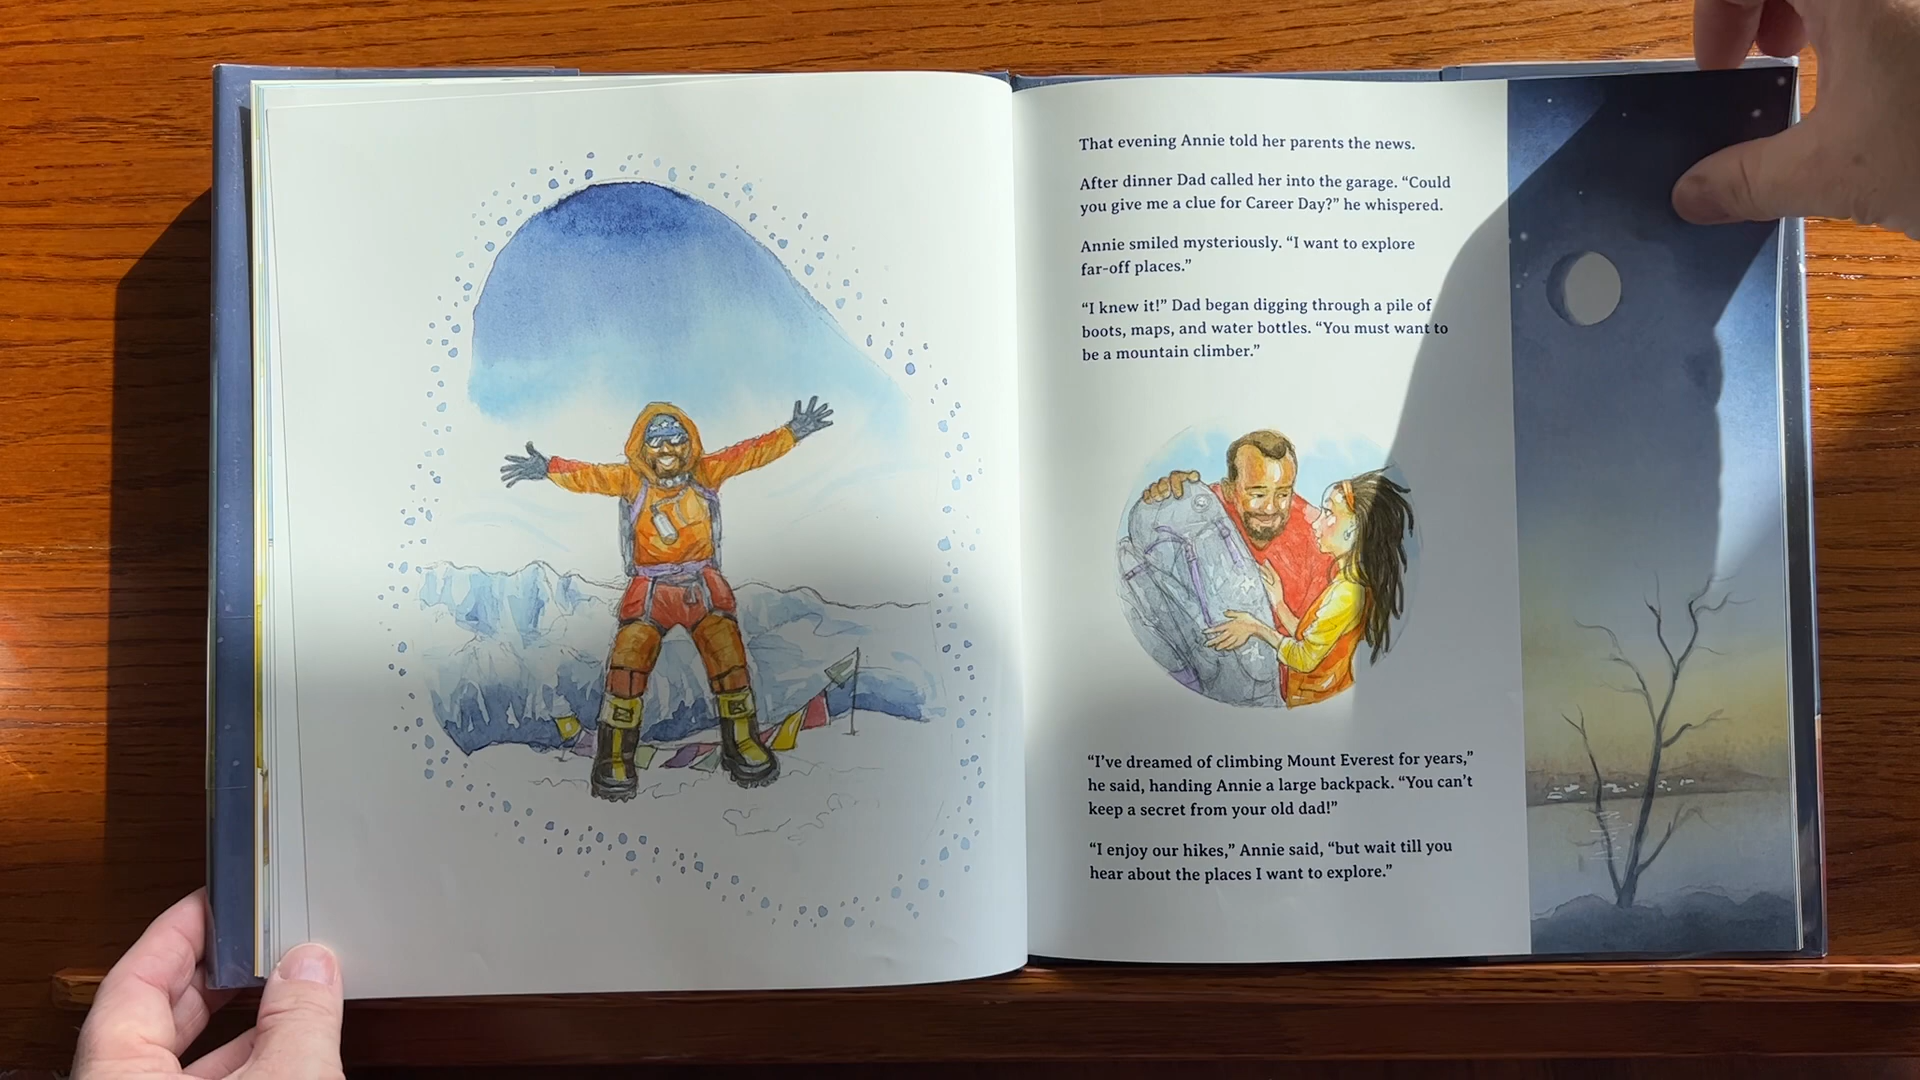 That evening Annie told her parents the news.
After dinner Dad called her into the garage. “Could
you give me a clue for Career Day?” he whispered.
Annie smiled mysteriously. “I want to explore
far-off places.”
“I knew it!” Dad began digging through a pile of
boots, maps, and water bottles. “You must want to
be a mountain climber.”
“I’ve dreamed of climbing Mount Everest for years,”
he said, handing Annie a large backpack. “You can’t
keep a secret from your old dad!”
“I enjoy our hikes,” Annie said, “but wait till you
hear about the places I want to explore.”